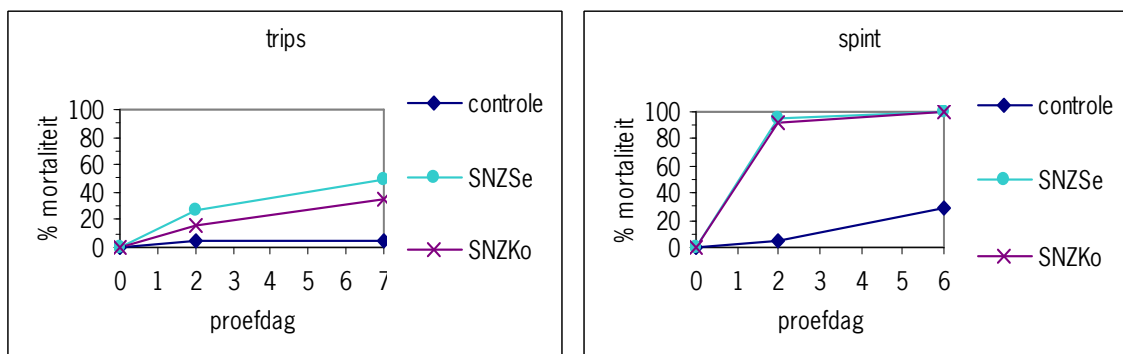 trips
% mortaliteit
100
80
60
40
20
0
0 1 2 3 4 5 6 7
proefdag
controle
SNZSe
SNZKo
spint
% mortaliteit
100
80
60
40
20
0
0 1 2 3 4 5 6
proefdag
controle
SNZSe
SNZKo